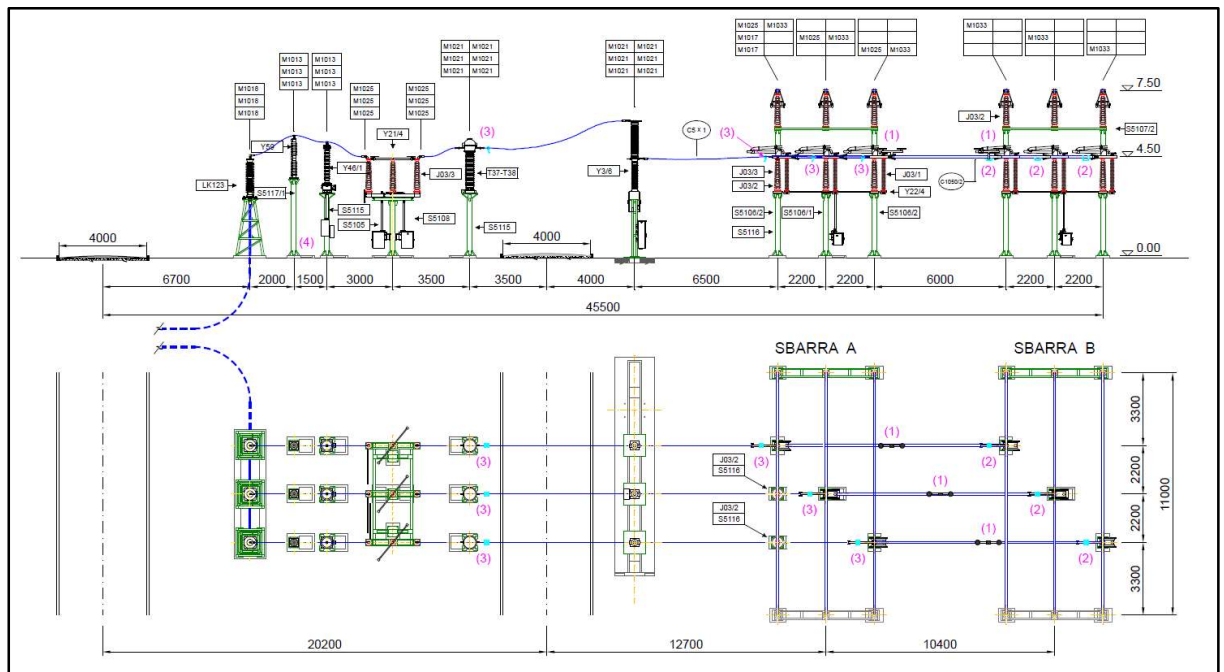 M1025 M1033
M1017
M1017
M1025 M1033
M1025 M1033
M1033
M1033
M1033
M1021 M1021
M1021 M1021
M1021 M1021
M1021 M1021
M1021 M1021
M1021 M1021
M1013
M1013
M1013
M1013
M1013
M1013
M1016
M1016
M1016
M1025
M1025
M1025
M1025
M1025
M1025
7.50
J03/2
Y21/4
(3)
C5 x 1
(3)
(1)
(1)
S5107/2
Y50
4.50
Y46/1
J03/3
T37-T38
Y3/6
J03/3
(3)
(3)
J03/1
(2)
(2)
(2)
LK123
J03/2
C1050/2
S5117/1
Y22/4
S5115
S5106/2
S5106/1
S5106/2
S5105
S5108
S5115
S5116
(4)
4000
4000
0.00
6700
2000
1500
3000
3500
3500
4000
6500
2200
2200
6000
2200
2200
45500
SBARRA A
SBARRA B
3300
(1)
(3)
(3)
(2)
2200
J03/2
S5116
(1)
(3)
(3)
(2)
11000
J03/2
S5116
2200
(1)
(3)
(3)
(2)
3300
20200
12700
10400